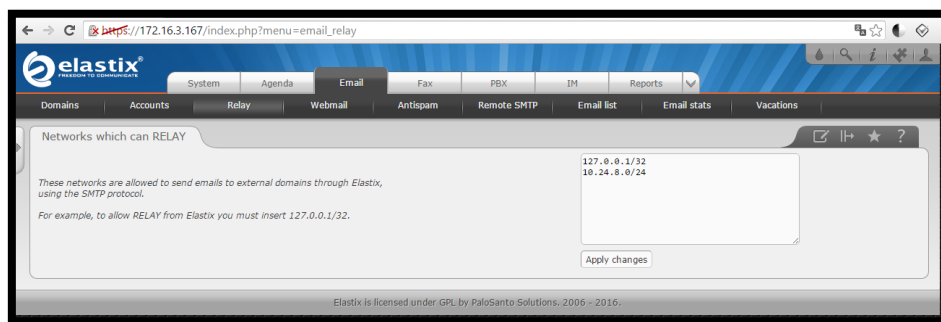 https://172.16.3.167/index.php?menu=email_relay
elastix®
FREEDOM TO COMMUNICATE
System Agenda Email Fax PBX IM Reports
Domains Accounts Relay Webmail Antispam Remote SMTP Email list Email stats Vacations
Networks which can RELAY
127.0.0.1/32
10.24.8.0/24
These networks are allowed to send emails to external domains through Elastix,
using the SMTP protocol.
For example, to allow RELAY from Elastix you must insert 127.0.0.1/32.
Apply changes
Elastix is licensed under GPL by PaloSanto Solutions. 2006 - 2016.